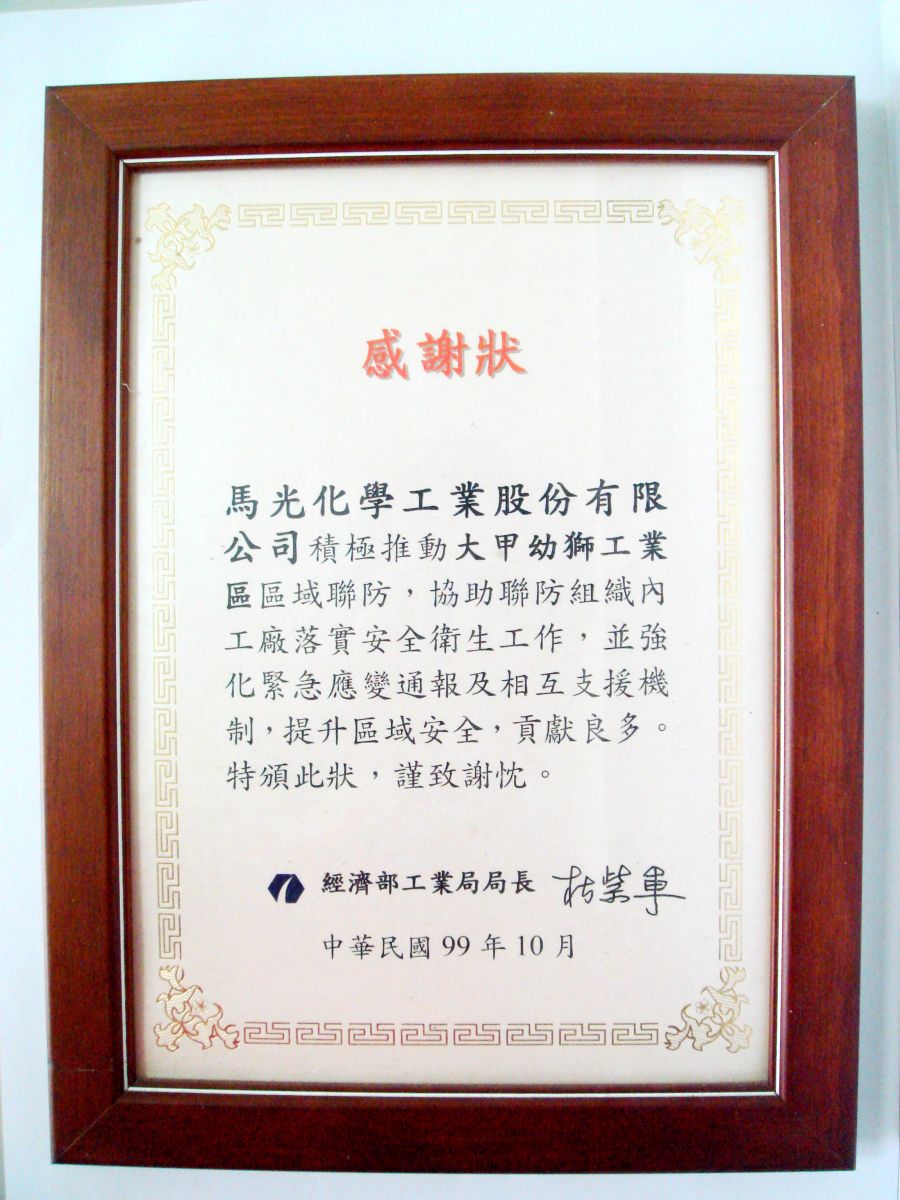 感謝狀
馬光化學工業股份有限
公司積極推動大甲幼獅工業
區區域聯防，協助聯防組織內
工廠落實安全衛生工作，並強
化緊急應變通報及相互支援機
制，提升區域安全，貢獻良多。
特頒此狀，謹致謝忱。
經濟部工業局局長 杜紫軍
中華民國 99 年 10 月